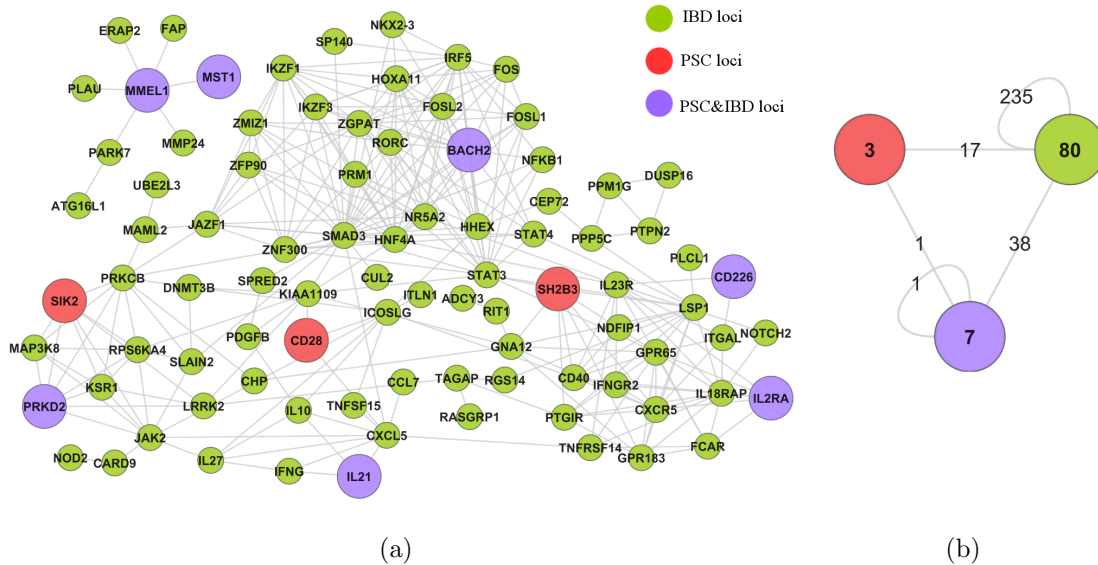 ERAP2
FAP
NKX2-3
SP140
IBD loci
PSC loci
PSC&IBD loci
IKZF1
IRF5
FOS
HOXA11
MST1
PLAU
MMEL1
IKZF3
FOSL2
FOSL1
ZMIZ1
ZGPAT
RORC
BACH2
MMP24
PARK7
ZFP90
NFKB1
PRM1
UBE2L3
DUSP16
PPM1G
ATG16L1
CEP72
NR5A2
MAML2
JAZF1
SMAD3
HNF4A
HHEX
STAT4
PPP5C
PTPN2
ZNF300
PLCL1
PRKCB
SPRED2
CUL2
STAT3
CD226
DNMT3B
KIAA1109
ITLN1
ADCY3
SH2B3
IL23R
SIK2
ICOSLG
RIT1
LSP1
NDFIP1
ITGAL
NOTCH2
PDGFB
CD28
MAP3K8
RPS6KA4
SLAIN2
GNA12
GPR65
KSR1
CHP
CCL7
TAGAP
RGS14
CD40
IFNGR2
IL18RAP
PRKD2
LRRK2
IL10
TNFSF15
CXCR5
IL2RA
RASGRP1
PTGIR
JAK2
CXCL5
TNFRSF14
FCAR
NOD2
CARD9
IL27
IFNG
IL21
GPR183
(a)
235
3
17
80
1
38
1
7
(b)